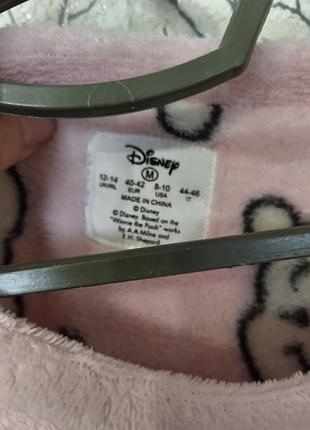 Disney
M
12-14 40-42 8-10 44-46
UK/IRL EUR USA IT
MADE IN CHINA
© Disney
© Disney. Based on the
"Winnie the Pooh" works
by A.A.Milne and
E.H. Shepard.